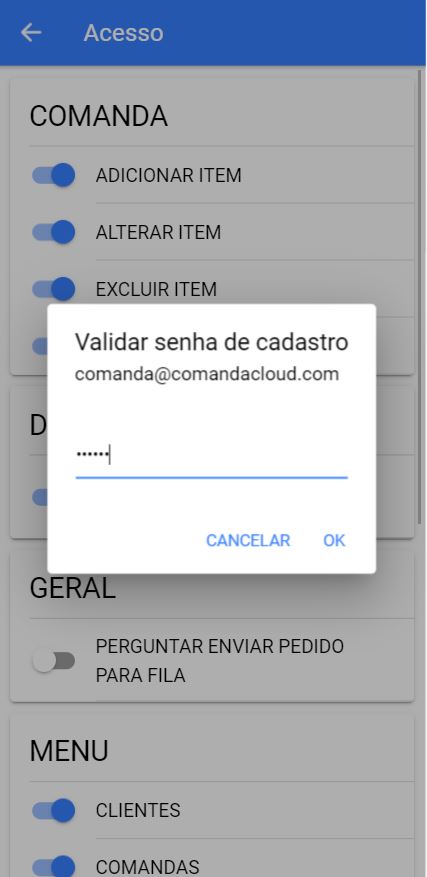 Acesso
COMANDA
ADICIONAR ITEM
ALTERAR ITEM
EXCLUIR ITEM
Validar senha de cadastro
comanda@comandacloud.com
••••••
CANCELAR OK
D
GERAL
PERGUNTAR ENVIAR PEDIDO
PARA FILA
MENU
CLIENTES
COMANDAS